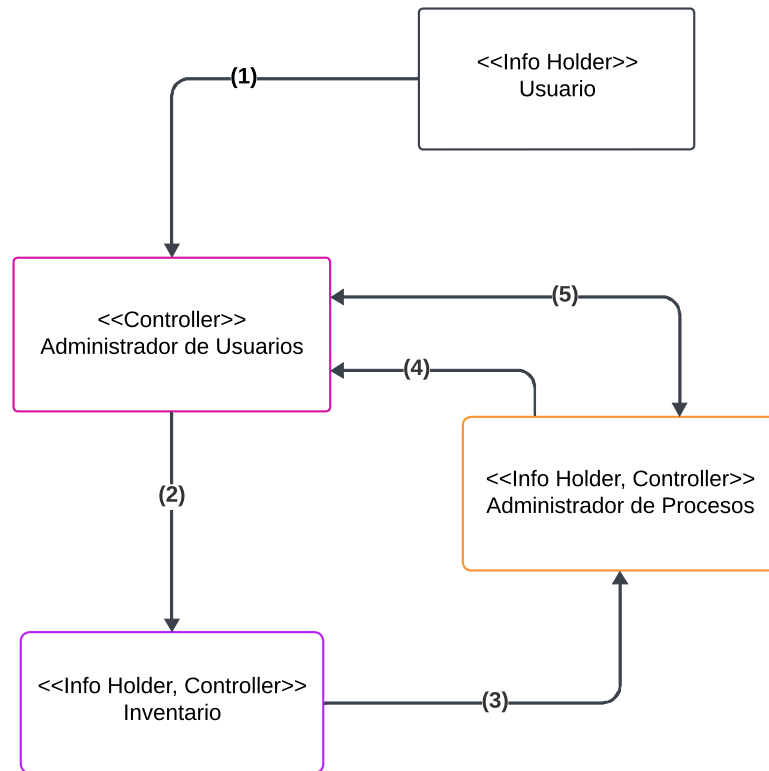 <<Info Holder>>
Usuario
(1)
<<Controller>>
Administrador de Usuarios
(5)
(4)
<<Info Holder, Controller>>
Administrador de Procesos
(2)
<<Info Holder, Controller>>
Inventario
(3)